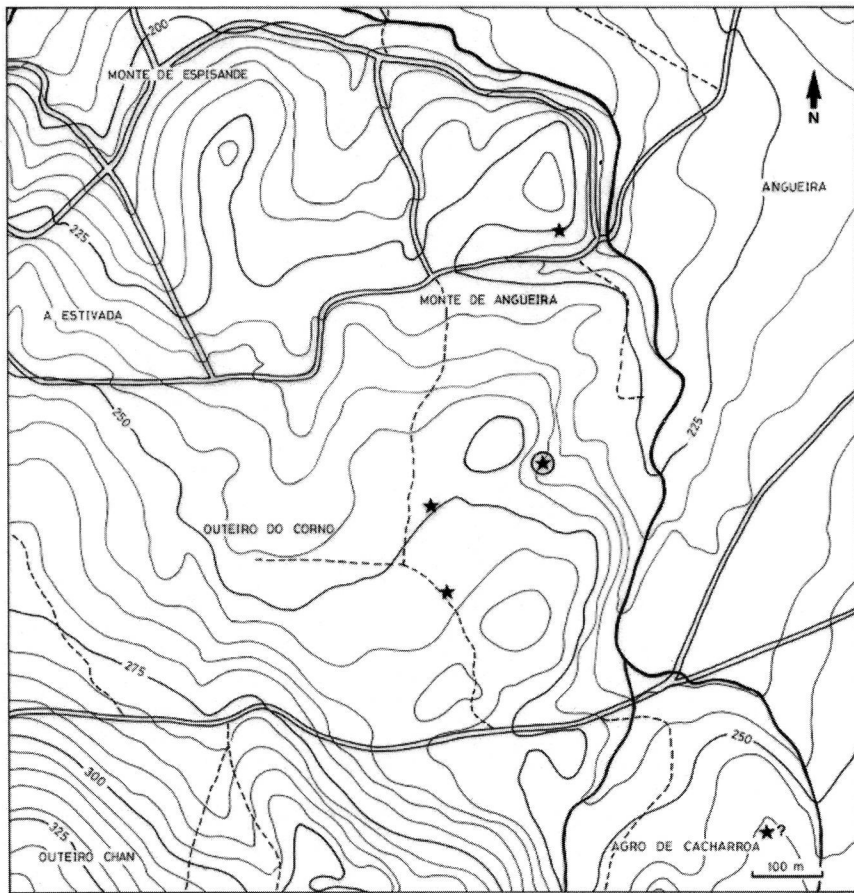 200
MONTE DE ESPISANDE
N
ANGUEIRA
225
A ESTIVADA
MONTE DE ANGUEIRA
250
225
OUTEIRO DO CORNO
275
250
300
325
OUTEIRO CHAN
AGRO DE CACHARROA
?
100 m